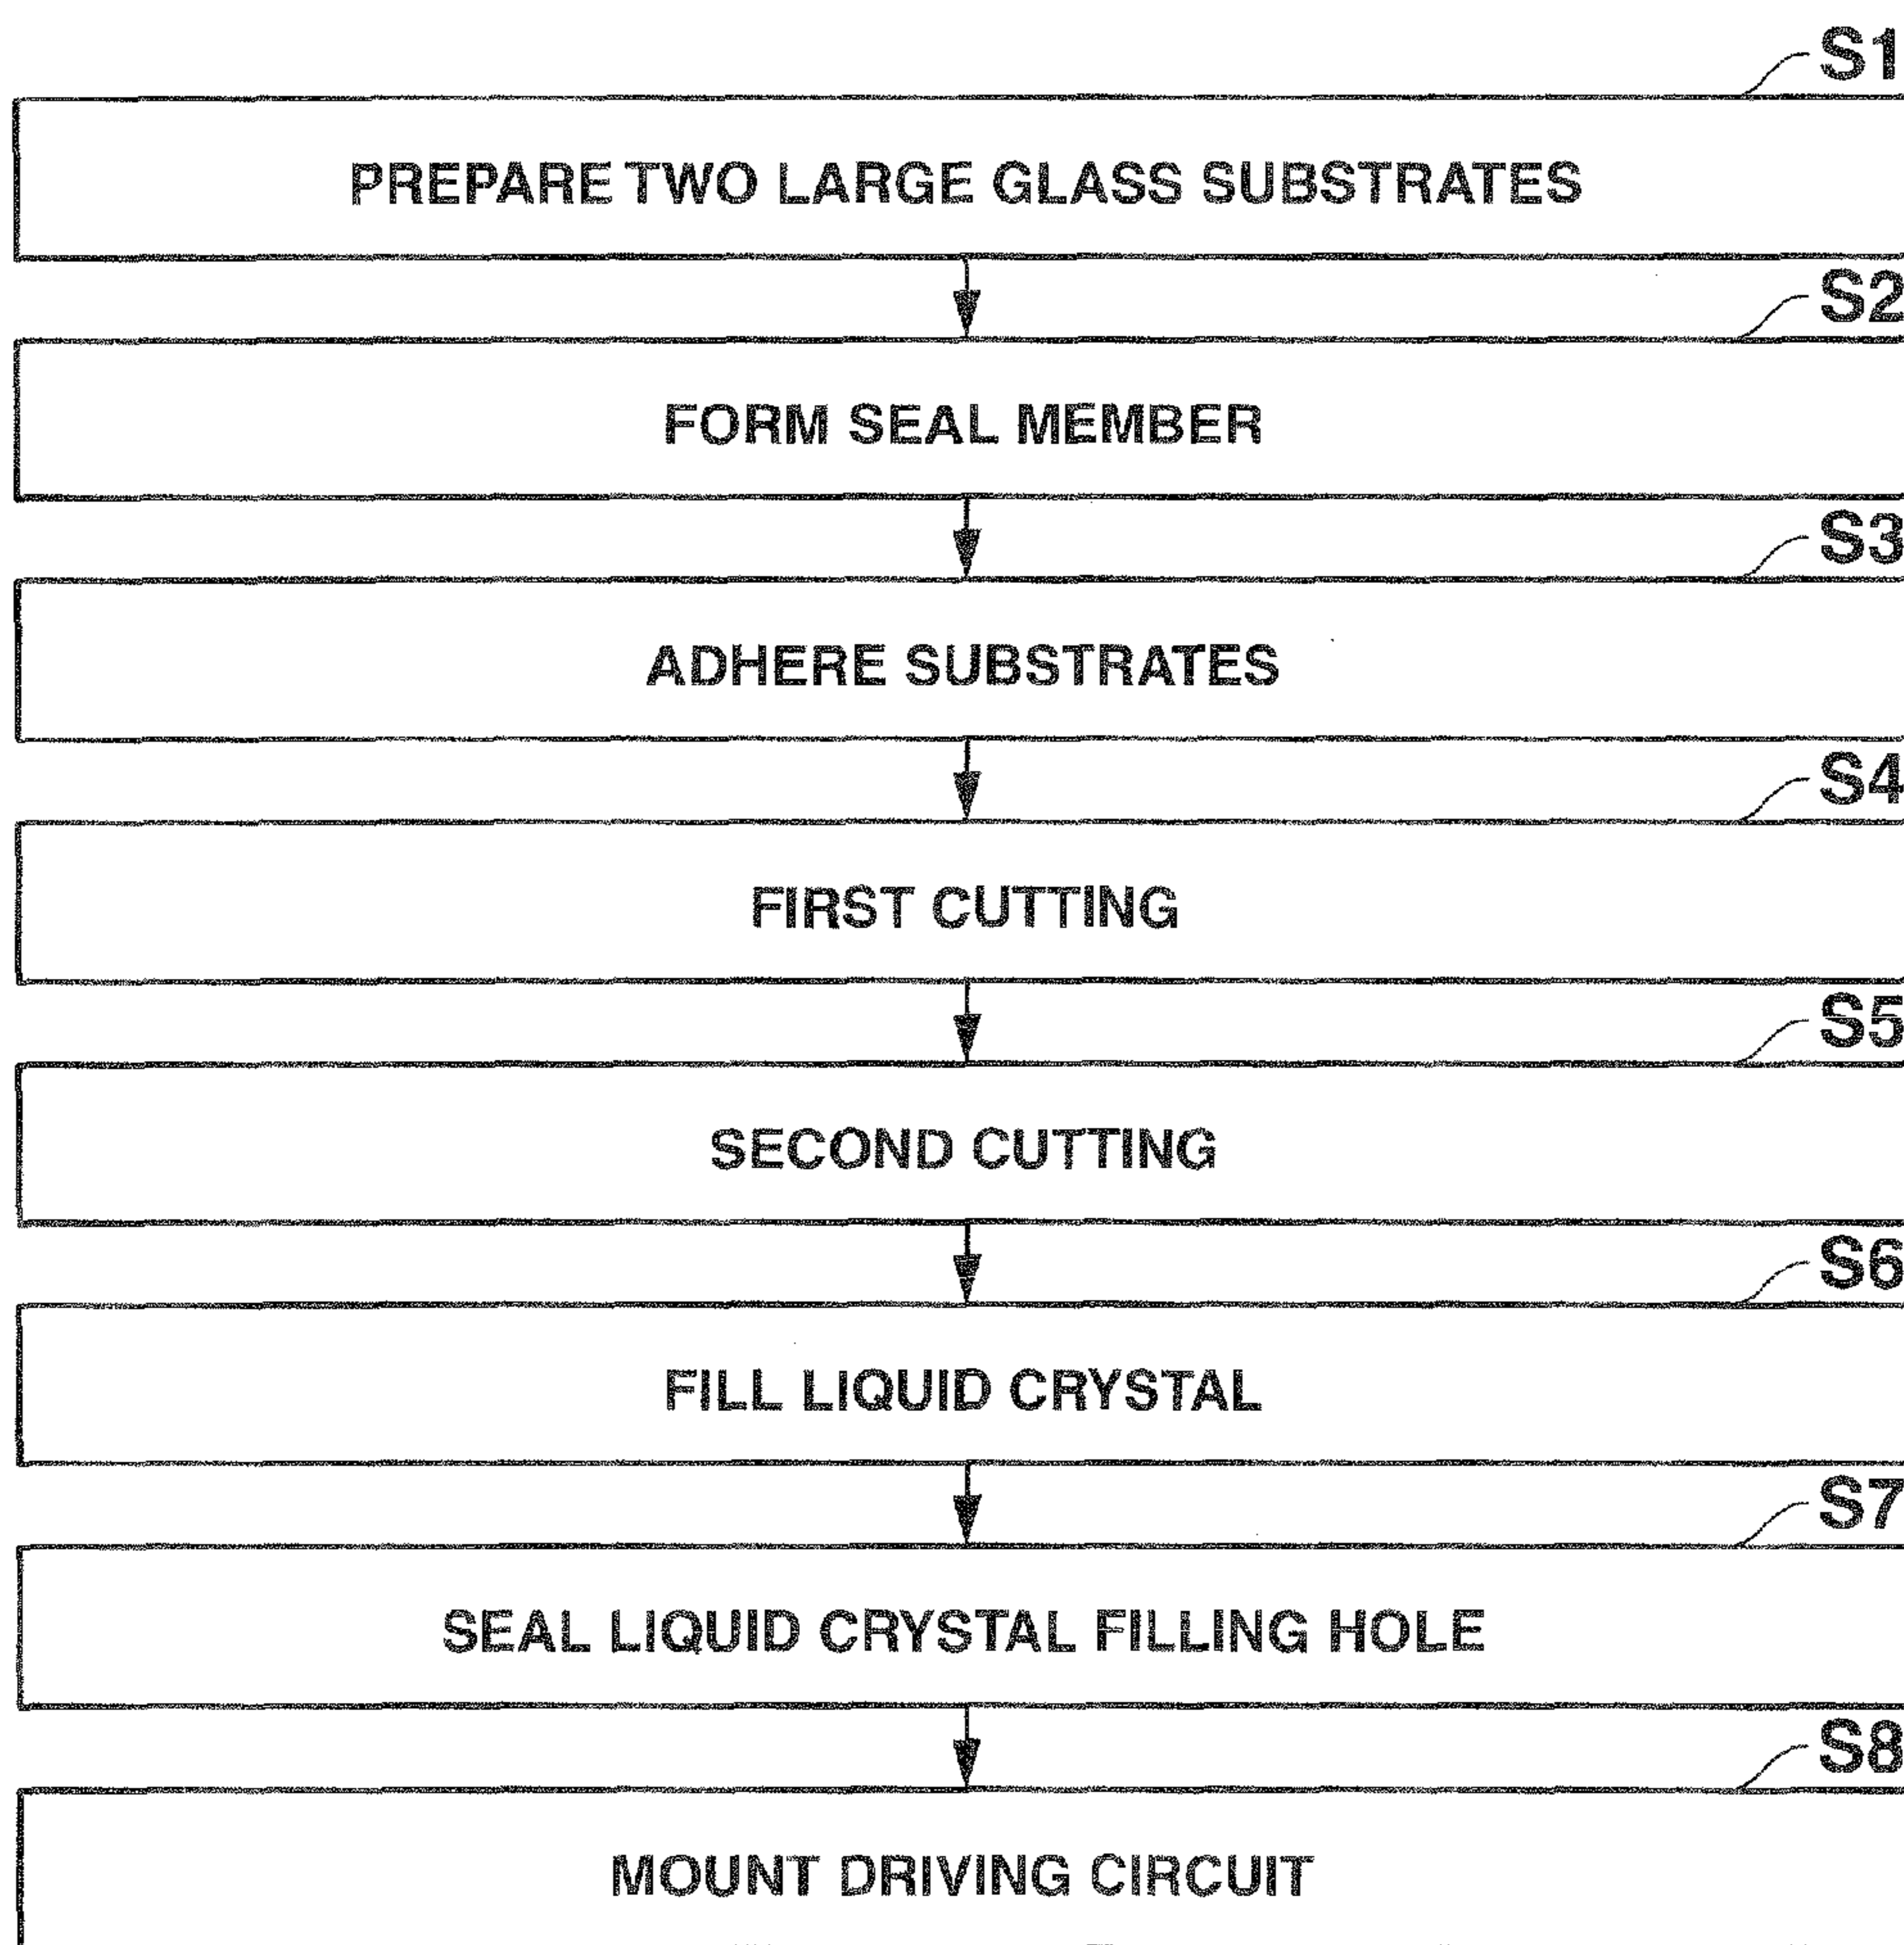 S1
PREPARE TWO LARGE GLASS SUBSTRATES
S2
FORM SEAL MEMBER
S3
ADHERE SUBSTRATES
S4
FIRST CUTTING
S5
SECOND CUTTING
S6
FILL LIQUID CRYSTAL
S7
SEAL LIQUID CRYSTAL FILLING HOLE
S8
MOUNT DRIVING CIRCUIT